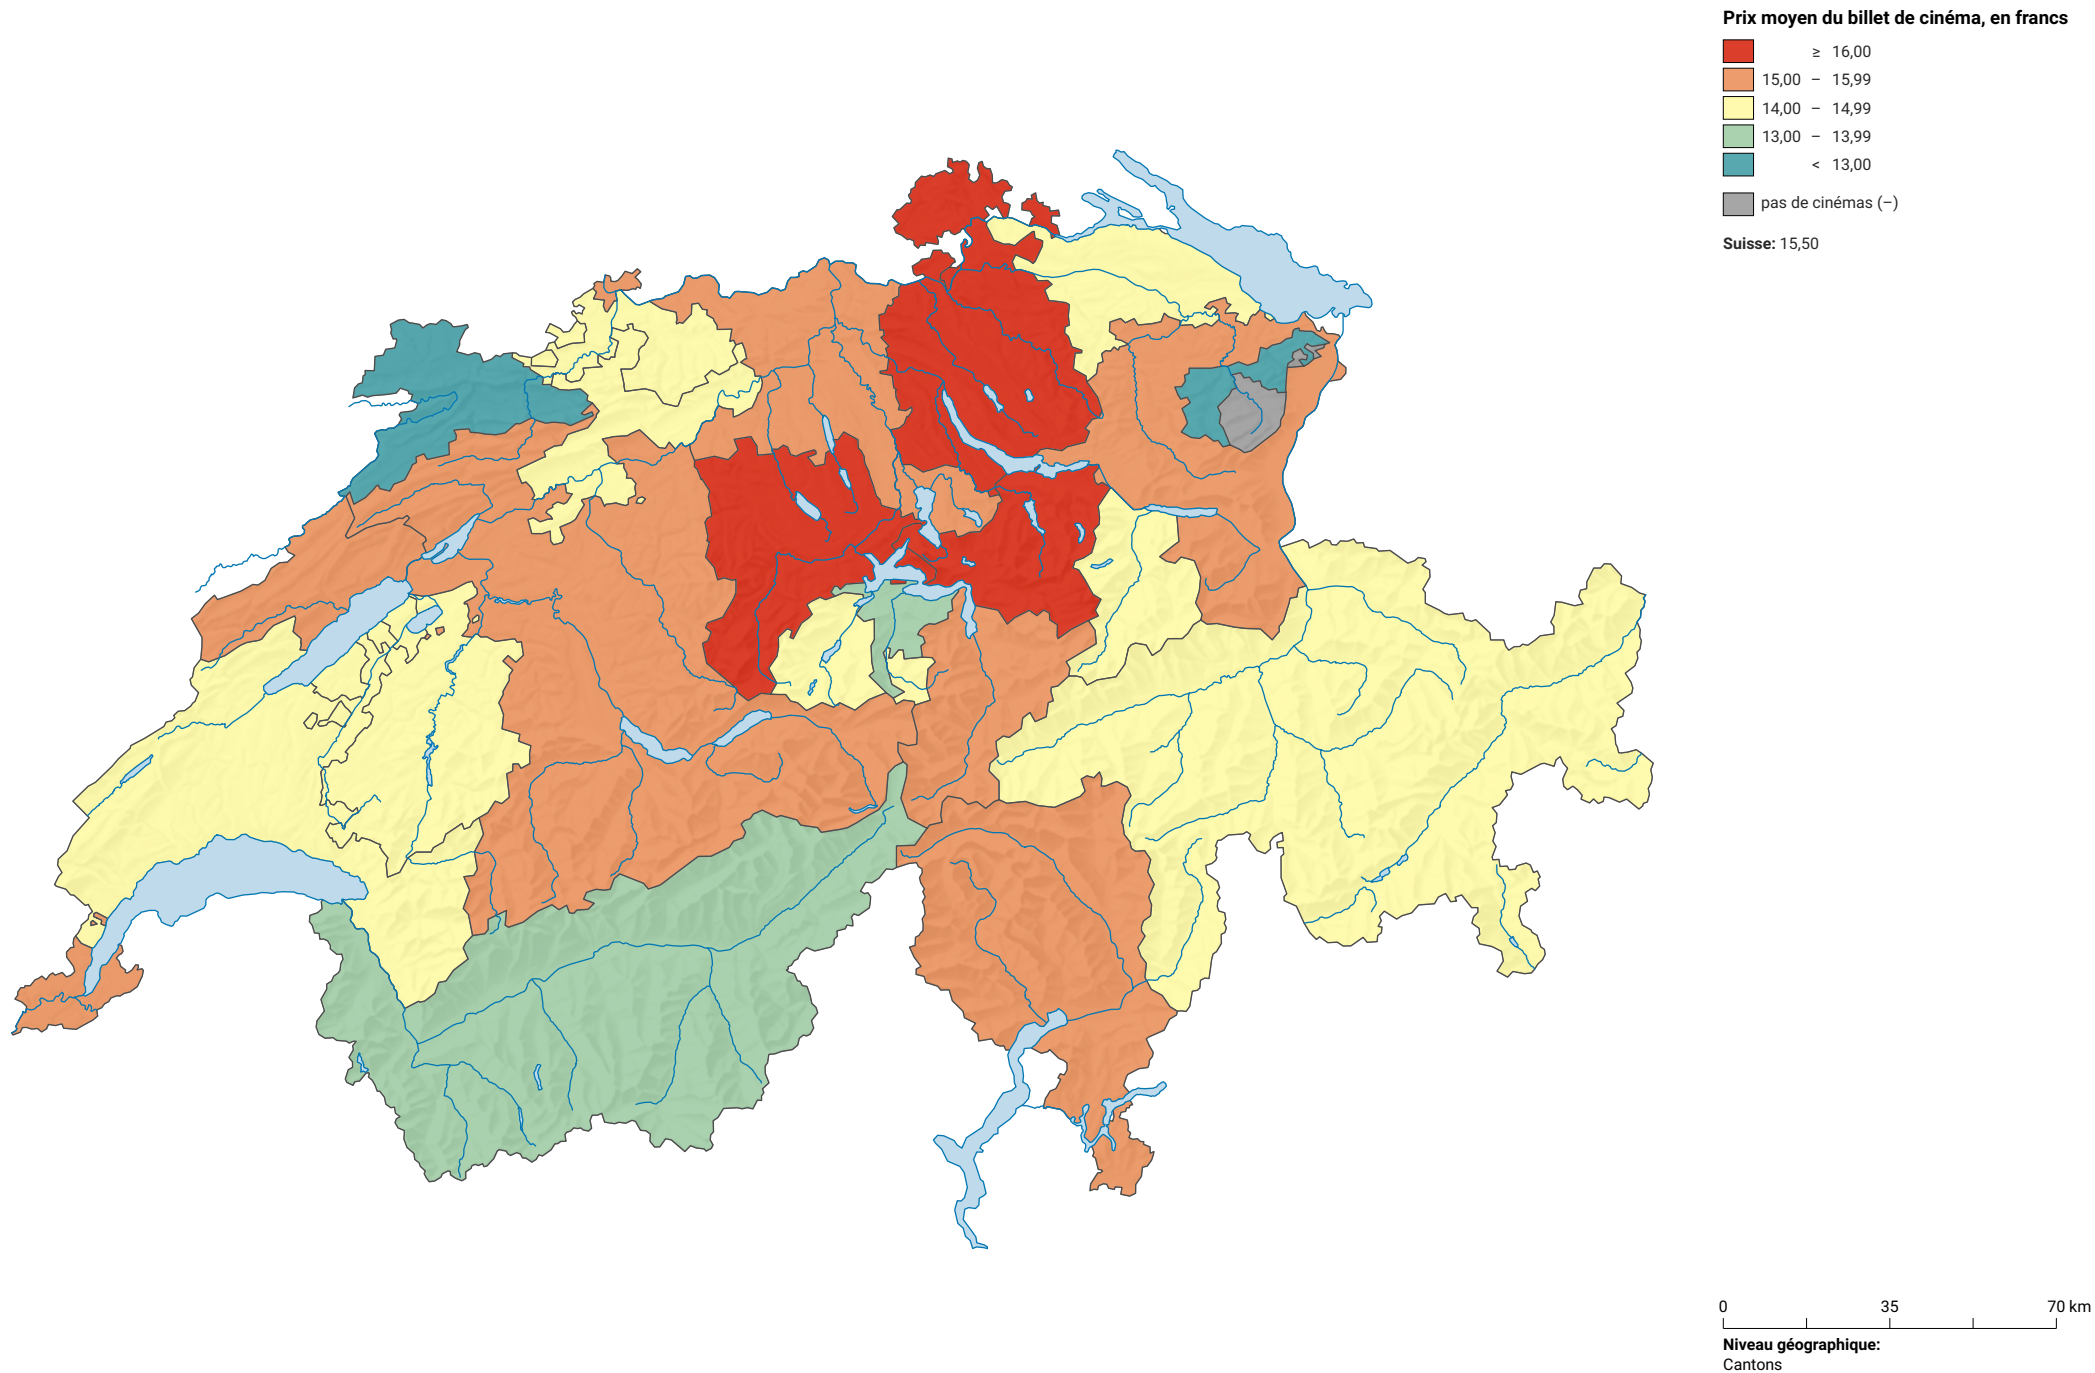 Prix moyen du billet de cinéma, en francs
≥ 16,00
15,00 – 15,99
14,00 – 14,99
13,00 – 13,99
< 13,00
pas de cinémas (–)
Suisse: 15,50
0 35 70 km
Niveau géographique:
Cantons